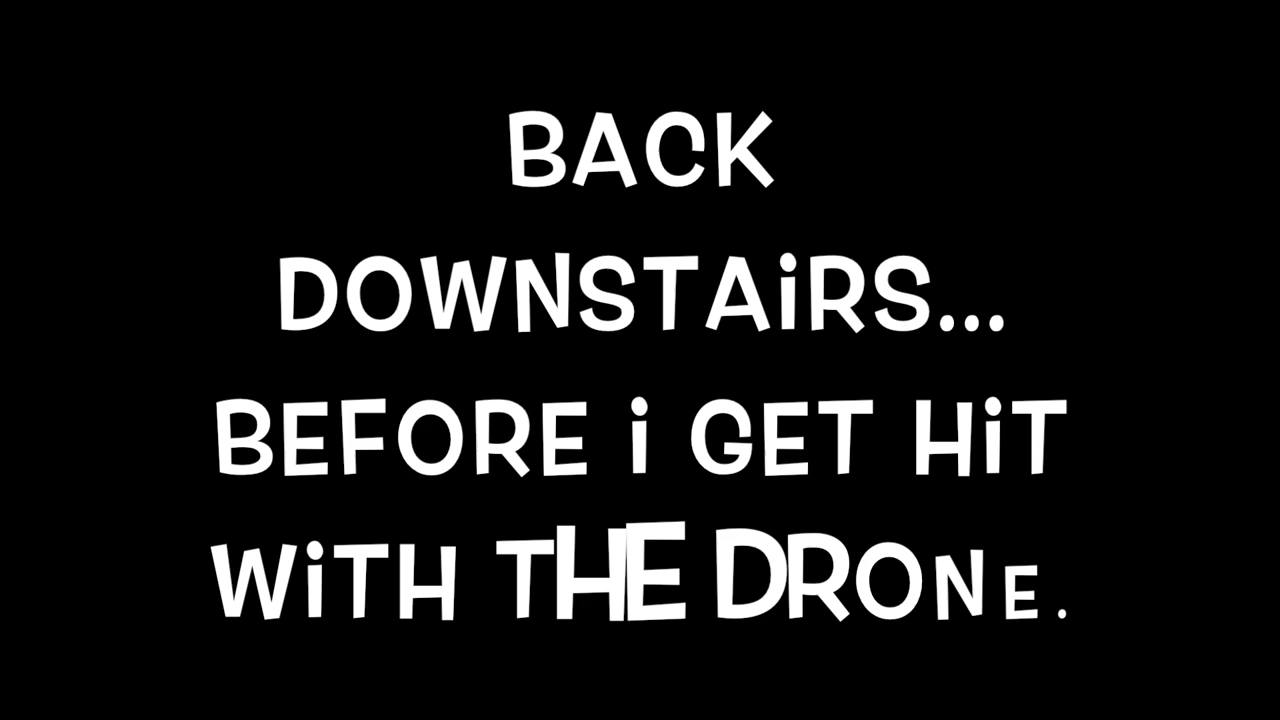 BACK
DOWNSTAiRS...
BEFORE i GET HiT
WiTH THE DRONE.